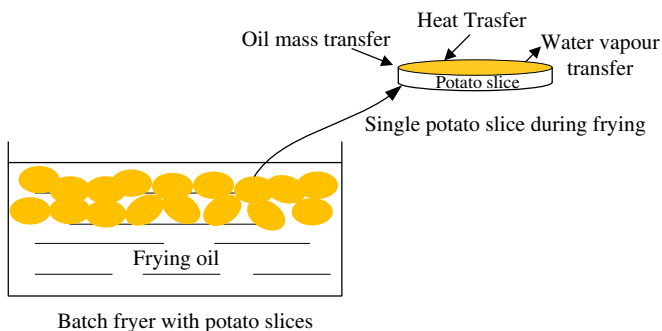 Heat Trasfer
Oil mass transfer
Water vapour
transfer
Potato slice
Single potato slice during frying
Frying oil
Batch fryer with potato slices